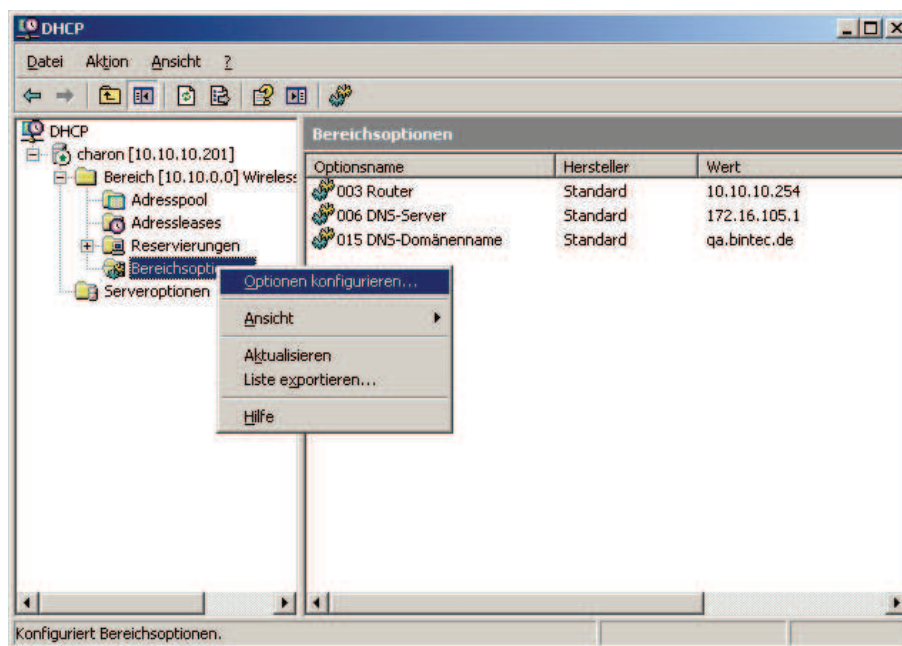 DHCP
Datei Aktion Ansicht ?
DHCP
charon [10.10.10.201]
Bereich [10.10.0.0] Wireless
Adresspool
Adressleases
Reservierungen
Bereichsopti
Serveroptionen
Bereichsoptionen
Optionsname Hersteller Wert
003 Router Standard 10.10.10.254
006 DNS-Server Standard 172.16.105.1
015 DNS-Domänenname Standard qa.bintec.de
Optionen konfigurieren...
Ansicht
Aktualisieren
Liste exportieren...
Hilfe
Konfiguriert Bereichsoptionen.